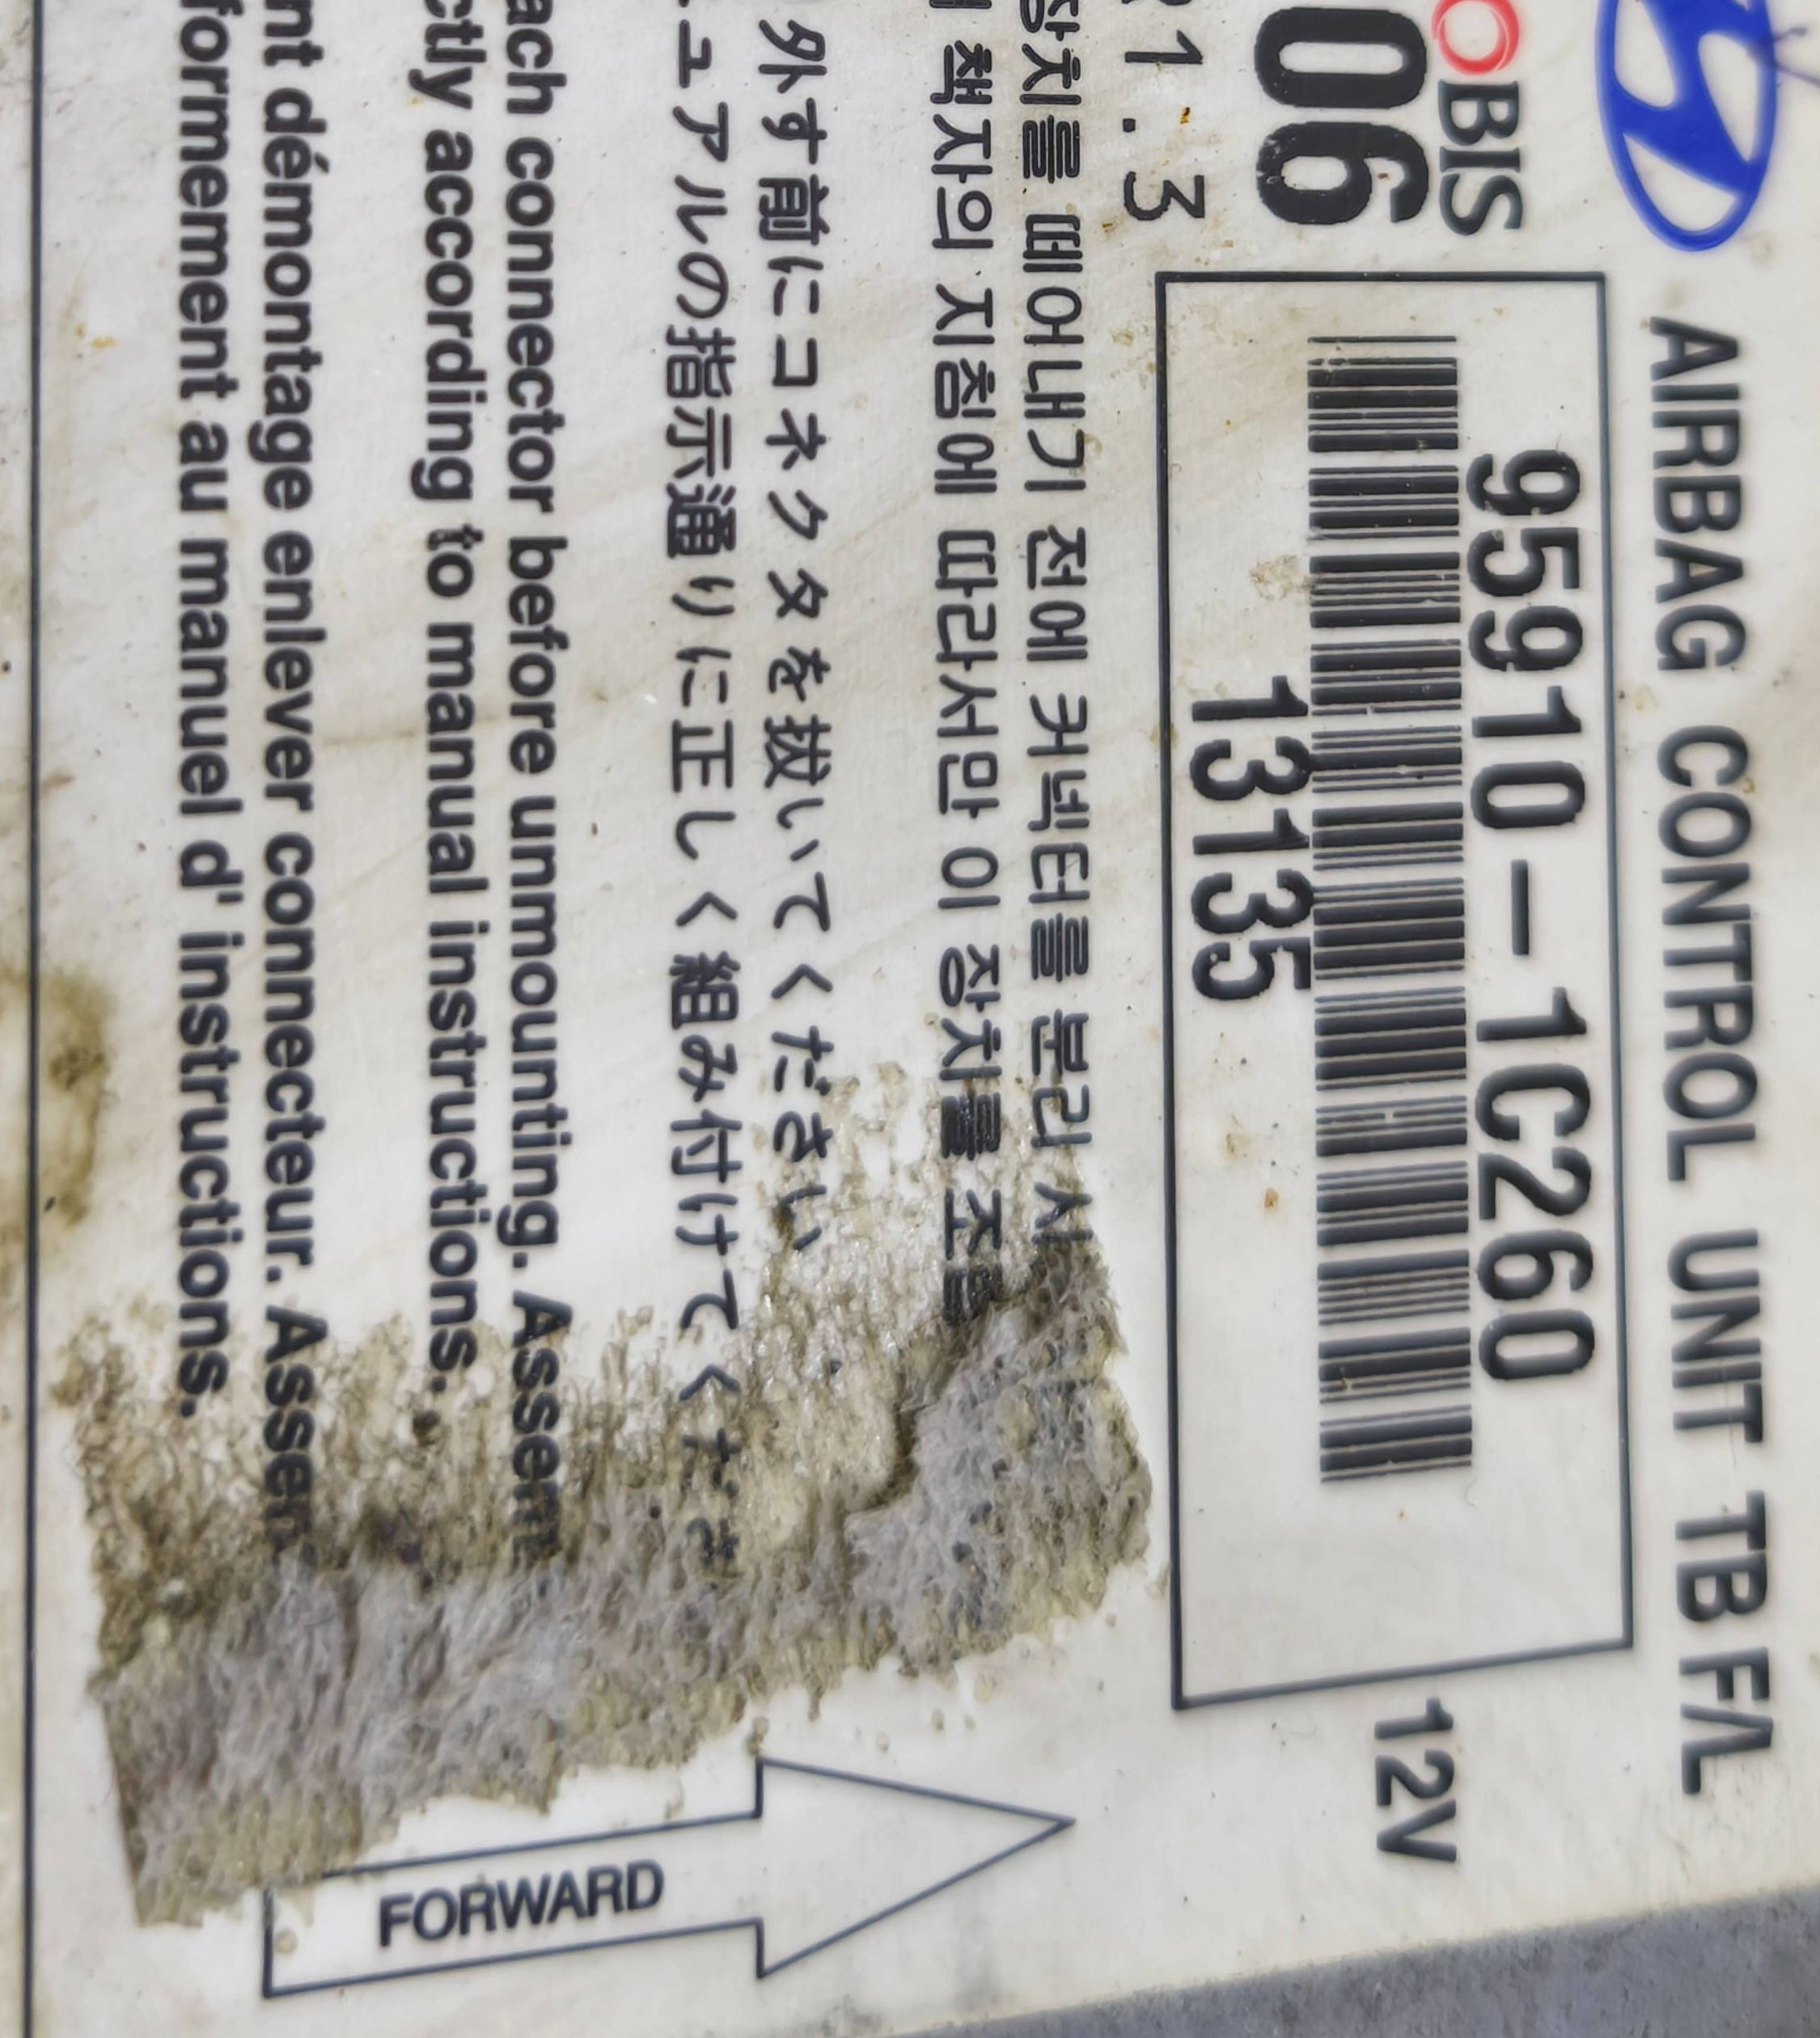 AIRBAG CONTROL UNIT TB F/L
OBIS
95910-1C260
06
12V
13135
1.3
장치를 떼어내기 전에 커넥터를 분리 시
책자의 지침에 따라서만 이 장치를 조립
外す前にコネクタを抜いてください
ュアルの指示通りに正しく組み付けてくださ
ach connector before unmounting. Assem
ctly according to manual instructions.
nt démontage enlever connecteur. Assem
formement au manuel d' instructions.
FORWARD